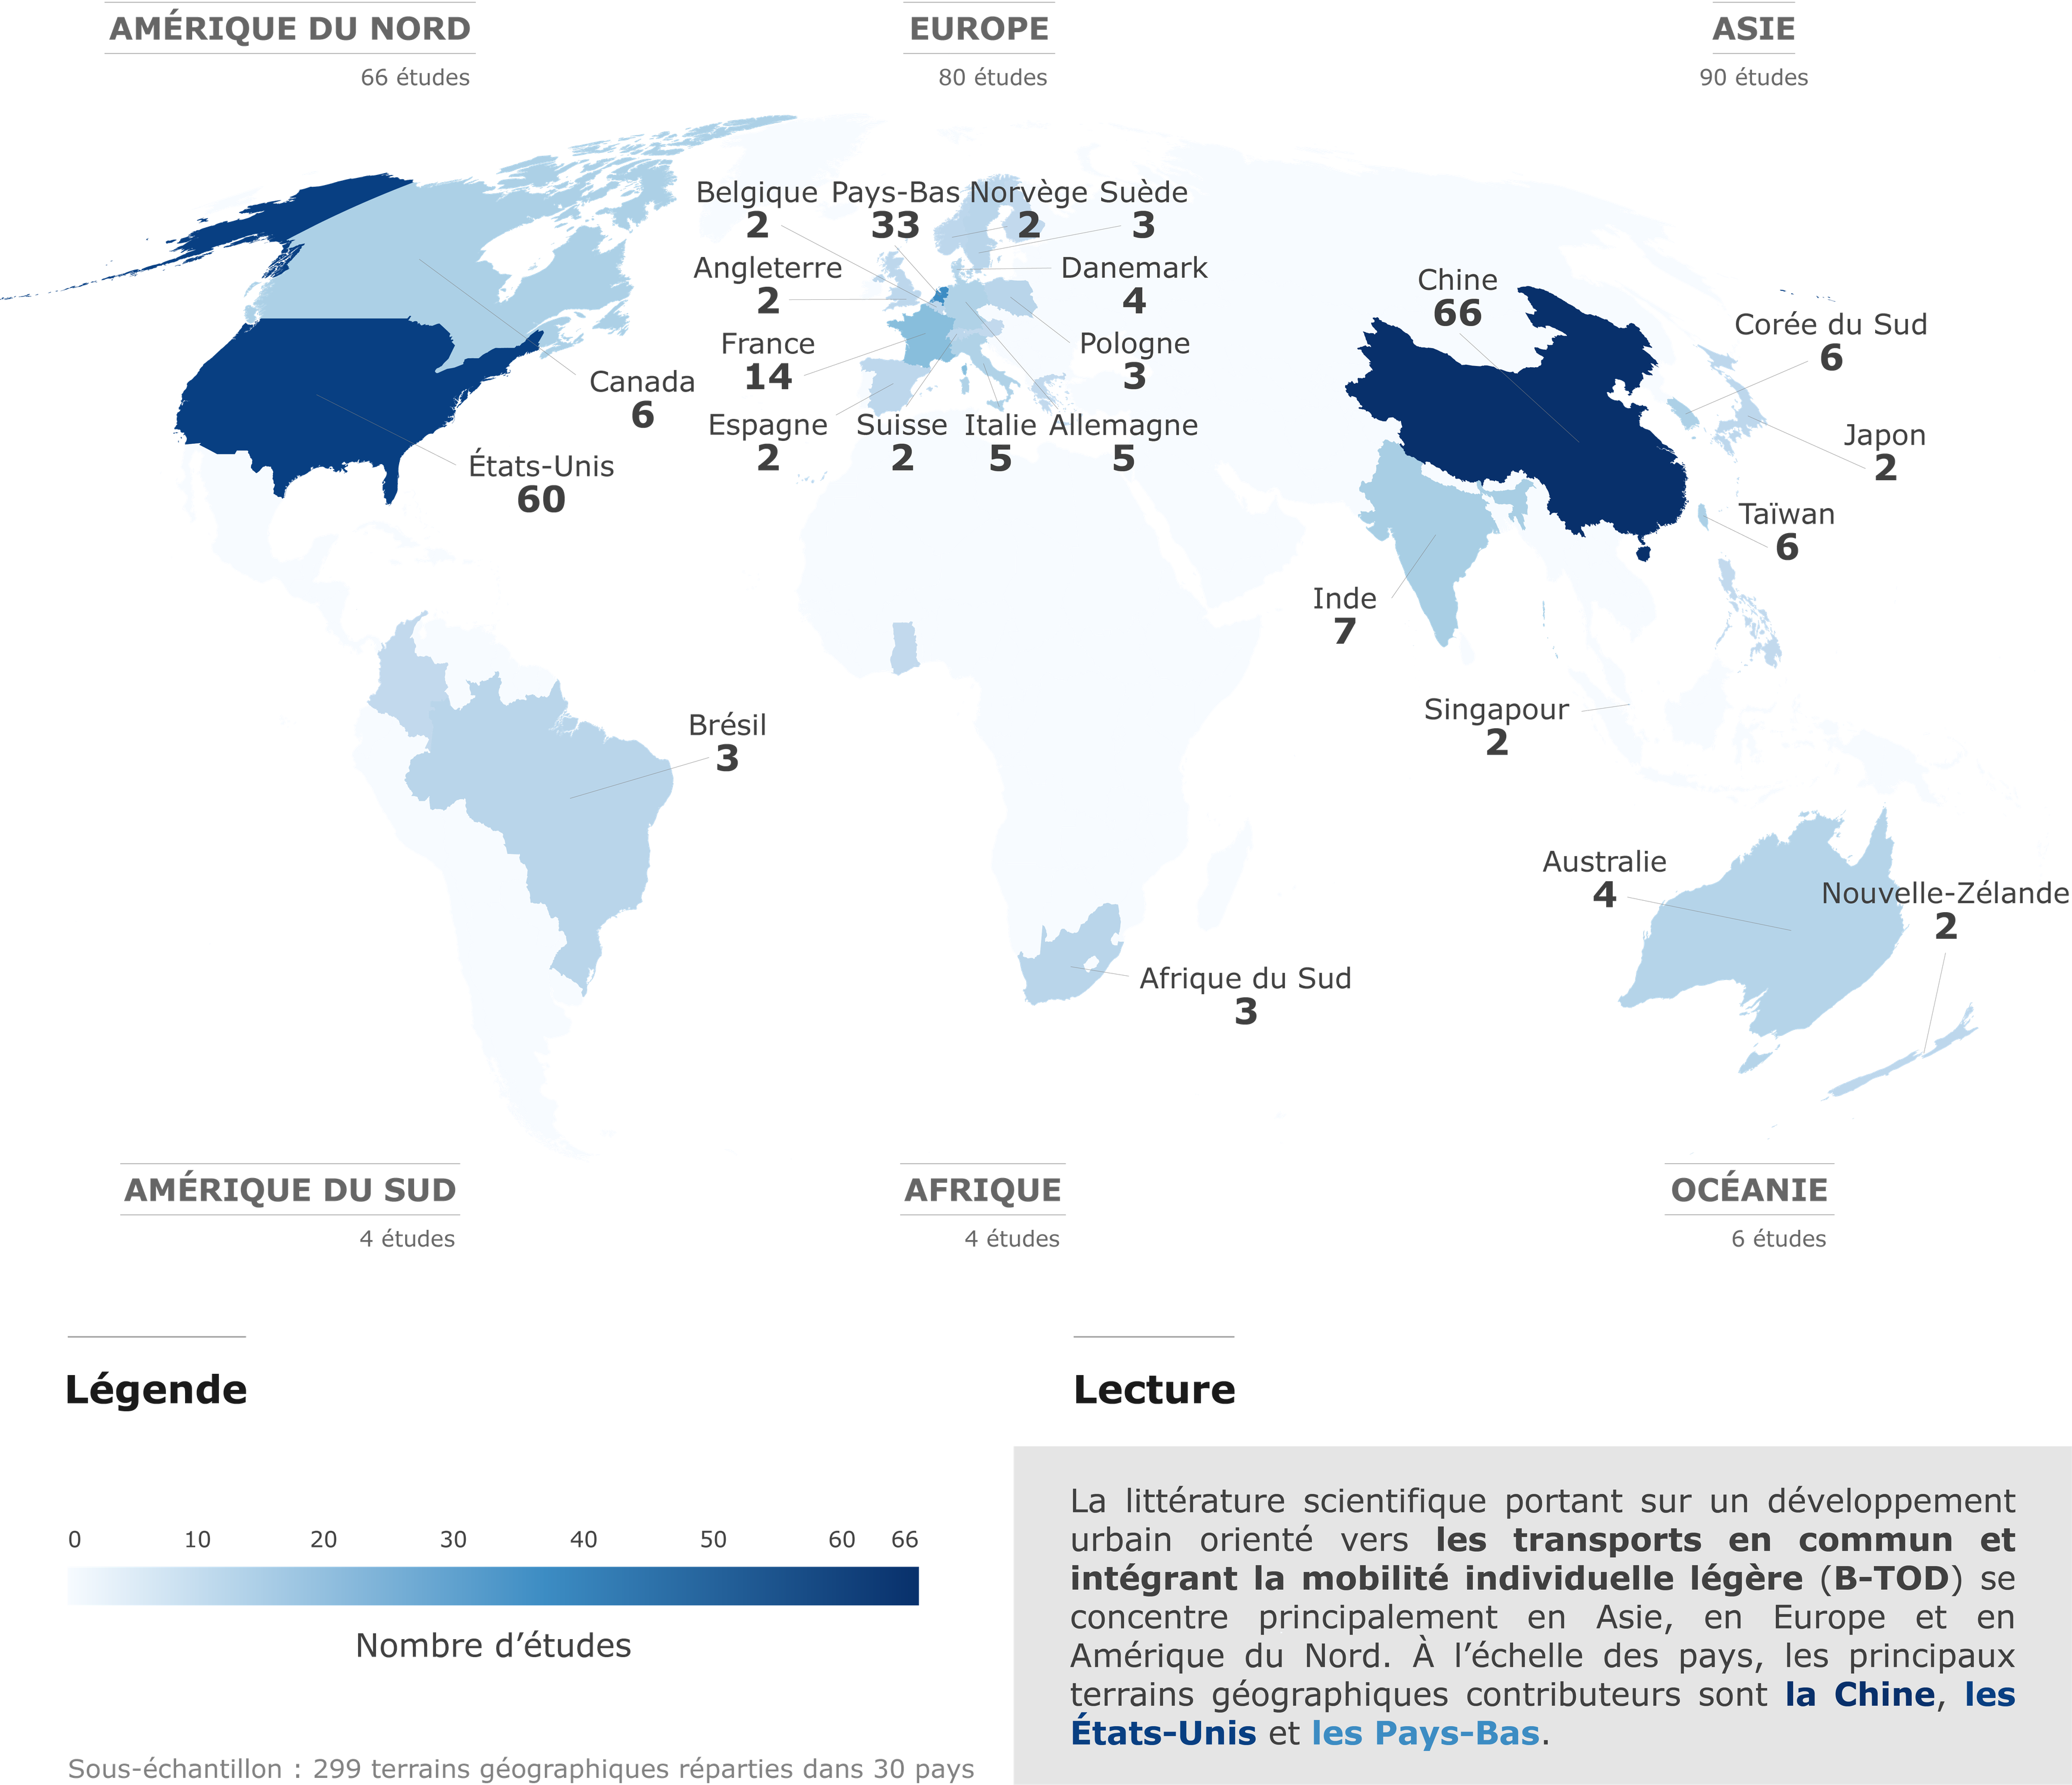 AMÉRIQUE DU NORD
66 études
EUROPE
80 études
ASIE
90 études
Belgique
2
Pays-Bas
33
Norvège
2
Suède
3
Angleterre
2
Danemark
4
France
14
Pologne
3
Espagne
2
Suisse
2
Italie
5
Allemagne
5
Canada
6
États-Unis
60
Chine
66
Corée du Sud
6
Japon
2
Taïwan
6
Inde
7
Singapour
2
Brésil
3
Afrique du Sud
3
Australie
4
Nouvelle-Zélande
2
AMÉRIQUE DU SUD
4 études
AFRIQUE
4 études
OCÉANIE
6 études
Légende
0 10 20 30 40 50 60 66
Nombre d’études
Sous-échantillon : 299 terrains géographiques réparties dans 30 pays
Lecture
La littérature scientifique portant sur un développement
urbain orienté vers les transports en commun et
intégrant la mobilité individuelle légère (B-TOD) se
concentre principalement en Asie, en Europe et en
Amérique du Nord. À l’échelle des pays, les principaux
terrains géographiques contributeurs sont la Chine, les
États-Unis et les Pays-Bas.